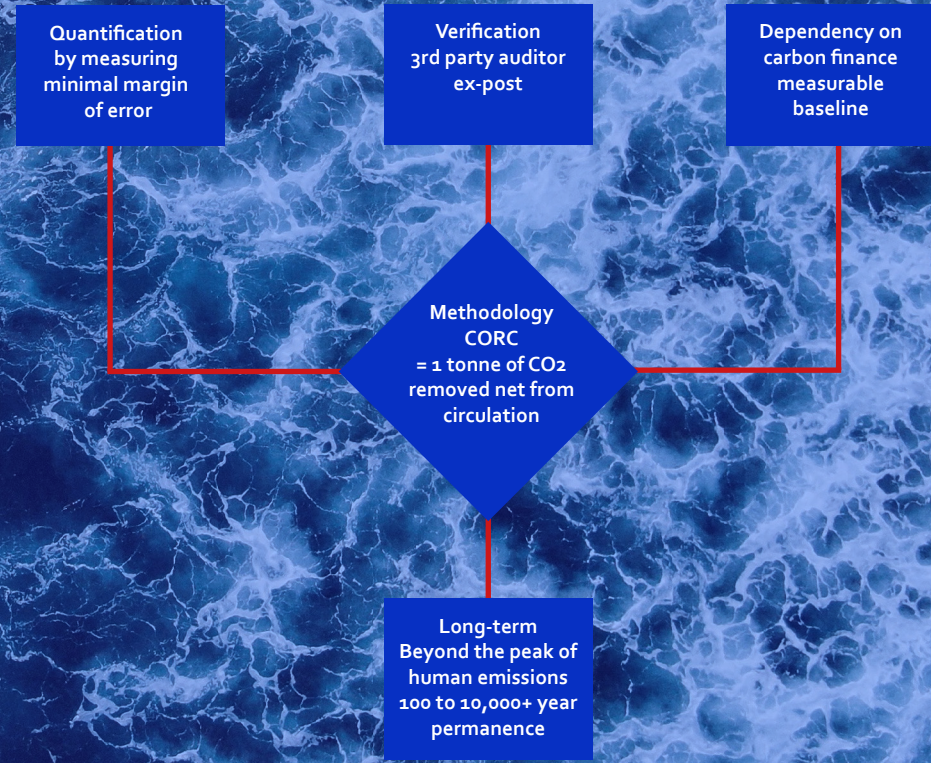 Quantification
by measuring
minimal margin
of error
Verification
3rd party auditor
ex-post
Dependency on
carbon finance
measurable
baseline
Methodology
CORC
= 1 tonne of CO2
removed net from
circulation
Long-term
Beyond the peak of
human emissions
100 to 10,000+ year
permanence